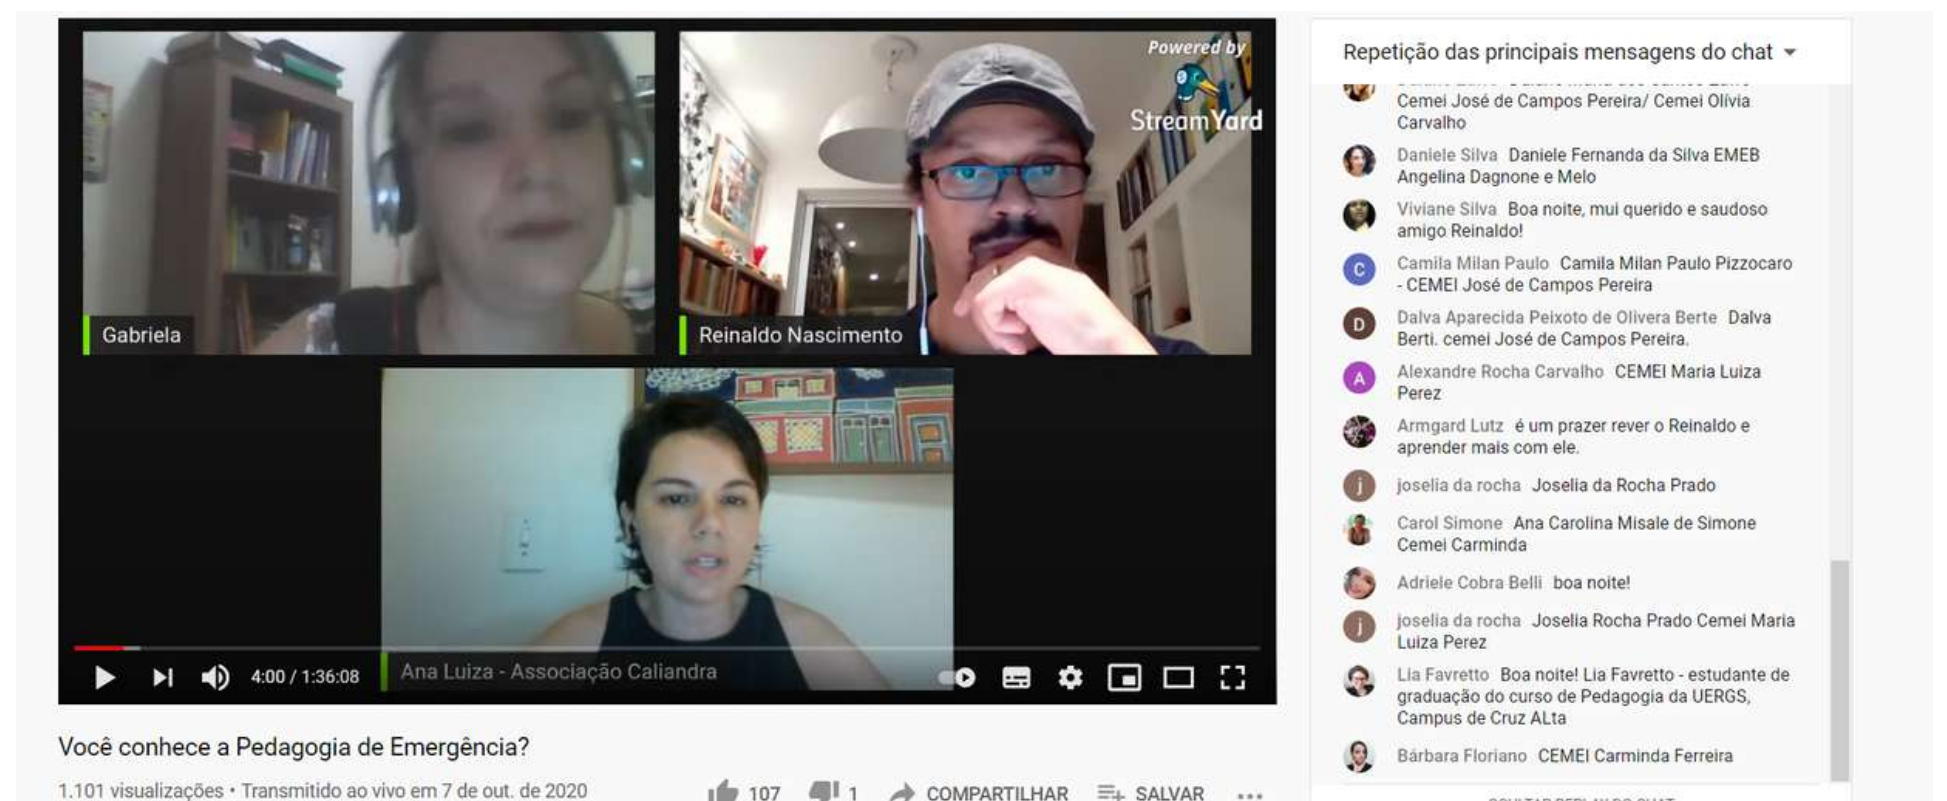 Powered by
StreamYard
Gabriela
Reinaldo Nascimento
Ana Luiza - Associação Caliandra
4:00 / 1:36:08
Você conhece a Pedagogia de Emergência?
1.101 visualizações • Transmitido ao vivo em 7 de out. de 2020
107
1
COMPARTILHAR
SALVAR
Repetição das principais mensagens do chat
Cemei José de Campos Pereira/ Cemei Olívia
Carvalho
Daniele Silva Daniele Fernanda da Silva EMEB
Angelina Dagnone e Melo
Viviane Silva Boa noite, mui querido e saudoso
amigo Reinaldo!
C
Camila Milan Paulo Camila Milan Paulo Pizzocaro
- CEMEI José de Campos Pereira
D
Dalva Aparecida Peixoto de Olivera Berte Dalva
Berti. cemei José de Campos Pereira.
A
Alexandre Rocha Carvalho CEMEI Maria Luiza
Perez
Armgard Lutz é um prazer rever o Reinaldo e
aprender mais com ele.
j
joselia da rocha Joselia da Rocha Prado
Carol Simone Ana Carolina Misale de Simone
Cemei Carminda
Adriele Cobra Belli boa noite!
j
joselia da rocha Joselia Rocha Prado Cemei Maria
Luiza Perez
Lia Favretto Boa noite! Lia Favretto - estudante de
graduação do curso de Pedagogia da UERGS,
Campus de Cruz ALta
Bárbara Floriano CEMEI Carminda Ferreira